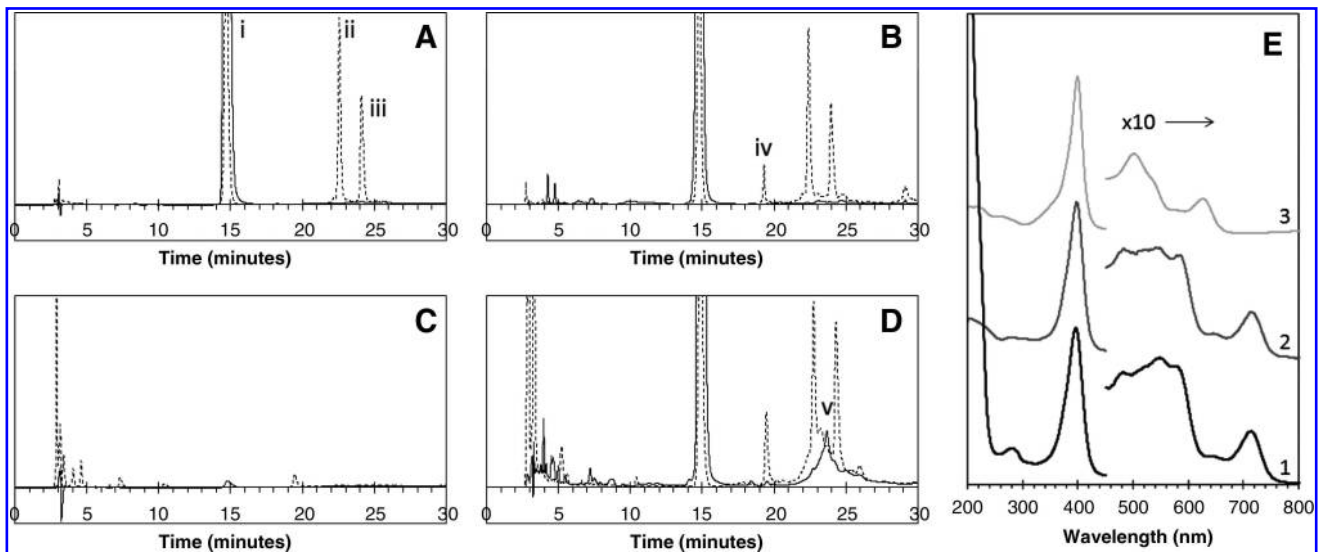 A
i
ii
iii
0 5 10 15 20 25 30
Time (minutes)
B
iv
0 5 10 15 20 25 30
Time (minutes)
C
0 5 10 15 20 25 30
Time (minutes)
D
v
0 5 10 15 20 25 30
Time (minutes)
E
x10
3
2
1
200 300 400 500 600 700 800
Wavelength (nm)